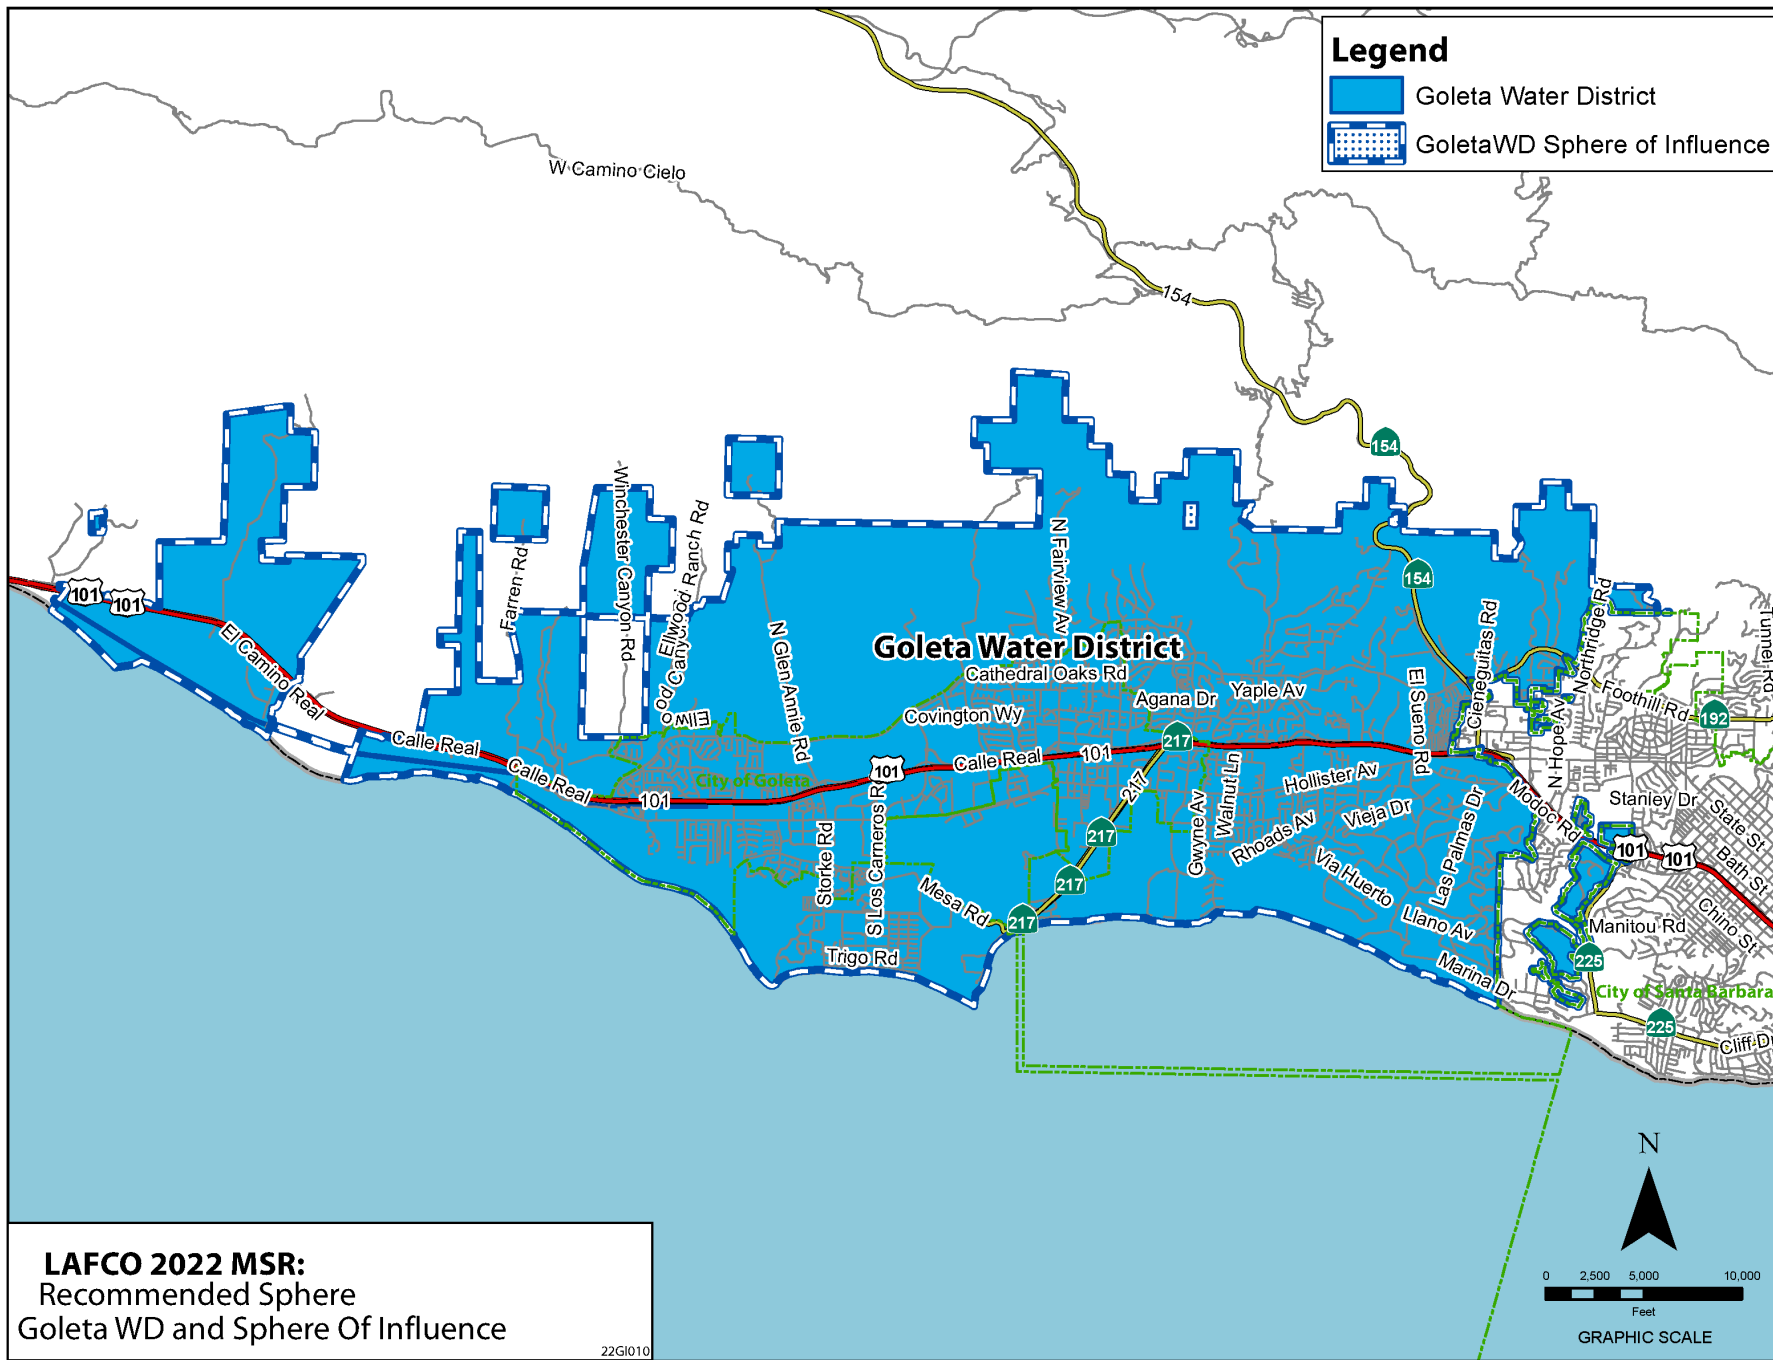 Legend
Goleta Water District
GoletaWD Sphere of Influence
W Camino Cielo
154
154
154
Winchester Canyon Rd
Ellwood Ranch Rd
Farren Rd
N Fairview Av
Northridge Rd
Cieneguitas Rd
Tunnel Rd
101
101
El Camino Real
Goleta Water District
Cathedral Oaks Rd
N Glen Annie Rd
Agana Dr
Yaple Av
El Sueno Rd
N Hope Av
Foothill Rd
192
Covington Wy
Calle Real
Calle Real
101
Calle Real
101
217
City of Goleta
101
217
Gwyne Av
Walnut Ln
Hollister Av
Modoc Rd
Stanley Dr
State St
Bath St
Chino St
Storke Rd
S Los Carneros Rd
217
217
217
Rhoads Av
Vieja Dr
Via Huerto
Las Palmas Dr
Llano Av
Marina Dr
101
101
Mesa Rd
Trigo Rd
Manitou Rd
225
City of Santa Barbara
225
Cliff Dr
N
0 2,500 5,000 10,000
Feet
GRAPHIC SCALE
LAFCO 2022 MSR:
Recommended Sphere
Goleta WD and Sphere Of Influence
22GI010